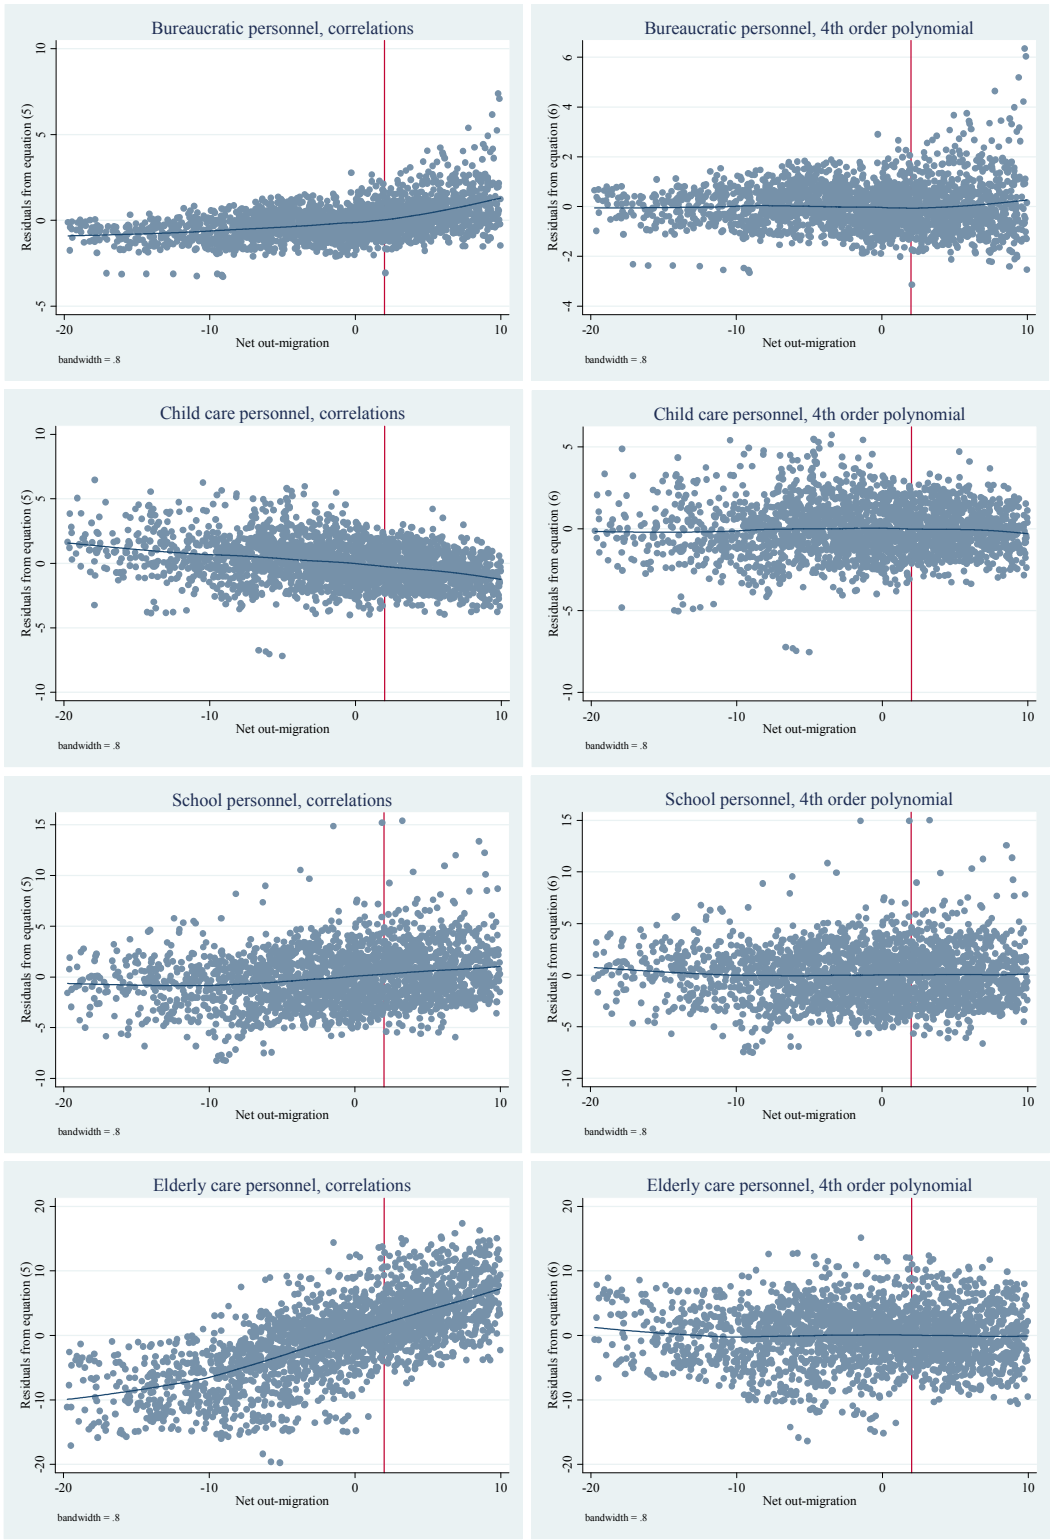 Bureaucratic personnel, correlations
Residuals from equation (5)
10
5
0
-5
-20 -10 0 10
Net out-migration
bandwidth = .8
Bureaucratic personnel, 4th order polynomial
Residuals from equation (6)
6
4
2
0
-2
-4
-20 -10 0 10
Net out-migration
bandwidth = .8
Child care personnel, correlations
Residuals from equation (5)
10
5
0
-5
-10
-20 -10 0 10
Net out-migration
bandwidth = .8
Child care personnel, 4th order polynomial
Residuals from equation (6)
5
0
-5
-10
-20 -10 0 10
Net out-migration
bandwidth = .8
School personnel, correlations
Residuals from equation (5)
15
10
5
0
-5
-10
-20 -10 0 10
Net out-migration
bandwidth = .8
School personnel, 4th order polynomial
Residuals from equation (6)
15
10
5
0
-5
-10
-20 -10 0 10
Net out-migration
bandwidth = .8
Elderly care personnel, correlations
Residuals from equation (5)
20
10
0
-10
-20
-20 -10 0 10
Net out-migration
bandwidth = .8
Elderly care personnel, 4th order polynomial
Residuals from equation (6)
20
10
0
-10
-20
-20 -10 0 10
Net out-migration
bandwidth = .8